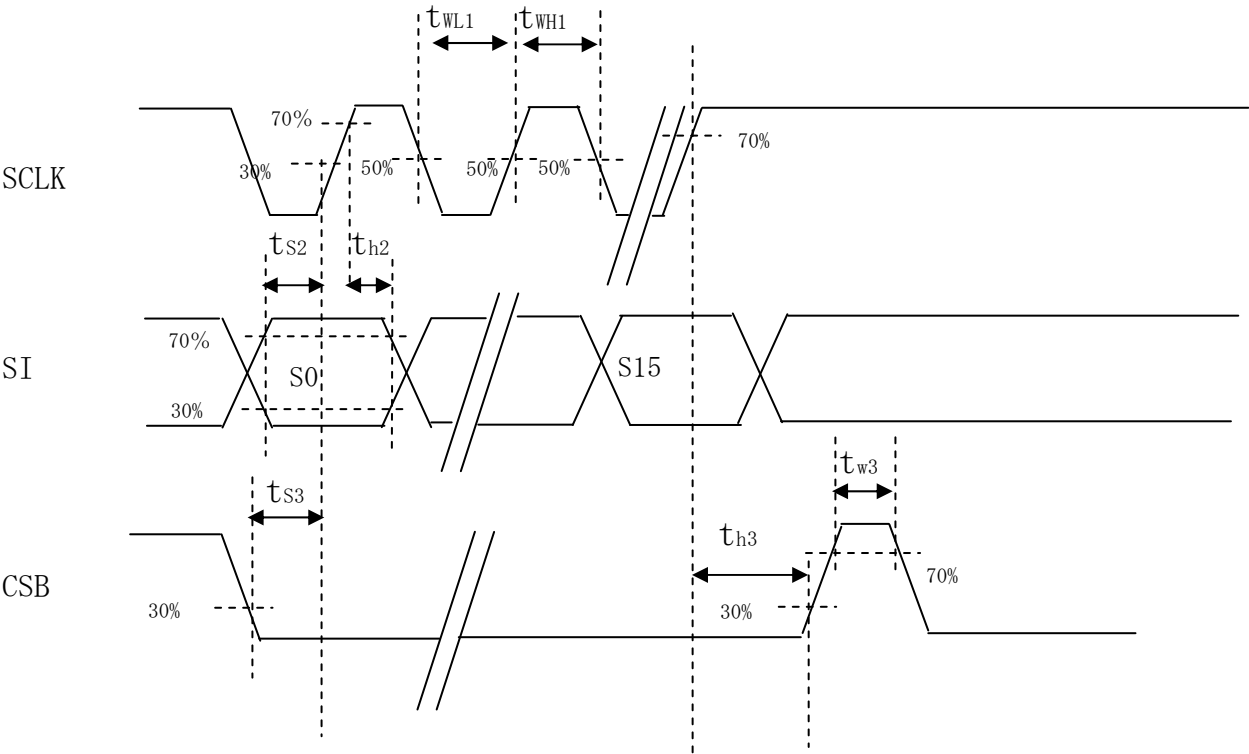 tWL1 tWH1
70%
30% 50% 50% 50% 70%
SCLK
tS2 th2
70%
SI S0 S15
30%
tS3 tw3
th3
CSB 70%
30% 30%